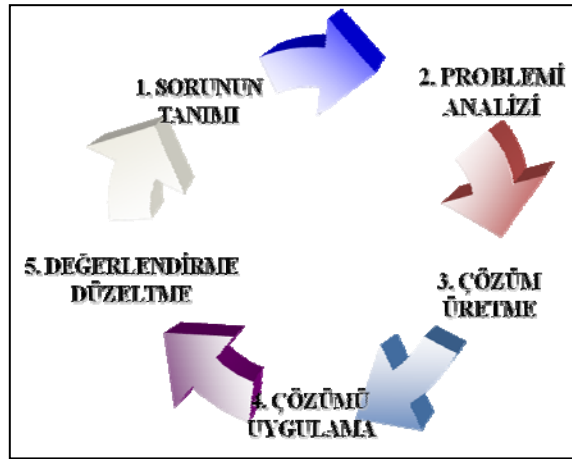 1. SORUNUN
TANIMI
2. PROBLEMİ
ANALİZİ
3. ÇÖZÜM
ÜRETME
4. ÇÖZÜMÜ
UYGULAMA
5. DEĞERLENDİRME
DÜZELTME